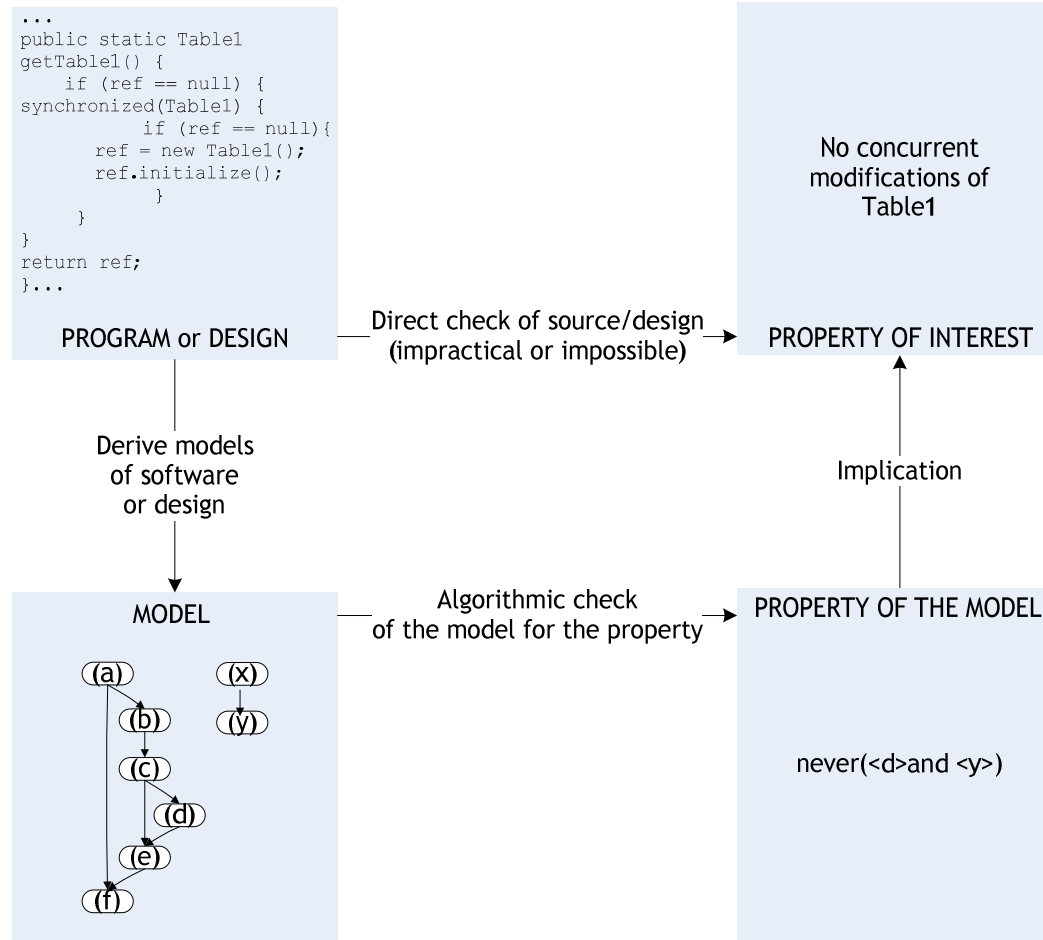 ...
public static Table1
getTable1() {
if (ref == null) {
synchronized(Table1) {
if (ref == null){
ref = new Table1();
ref.initialize();
}
}
}
return ref;
}...
PROGRAM or DESIGN
Direct check of source/design
(impractical or impossible)
No concurrent
modifications of
Table1
PROPERTY OF INTEREST
Derive models
of software
or design
Implication
MODEL
(a)
(x)
(b)
(y)
(c)
(d)
(e)
(f)
Algorithmic check
of the model for the property
PROPERTY OF THE MODEL
never(<d>and <y>)